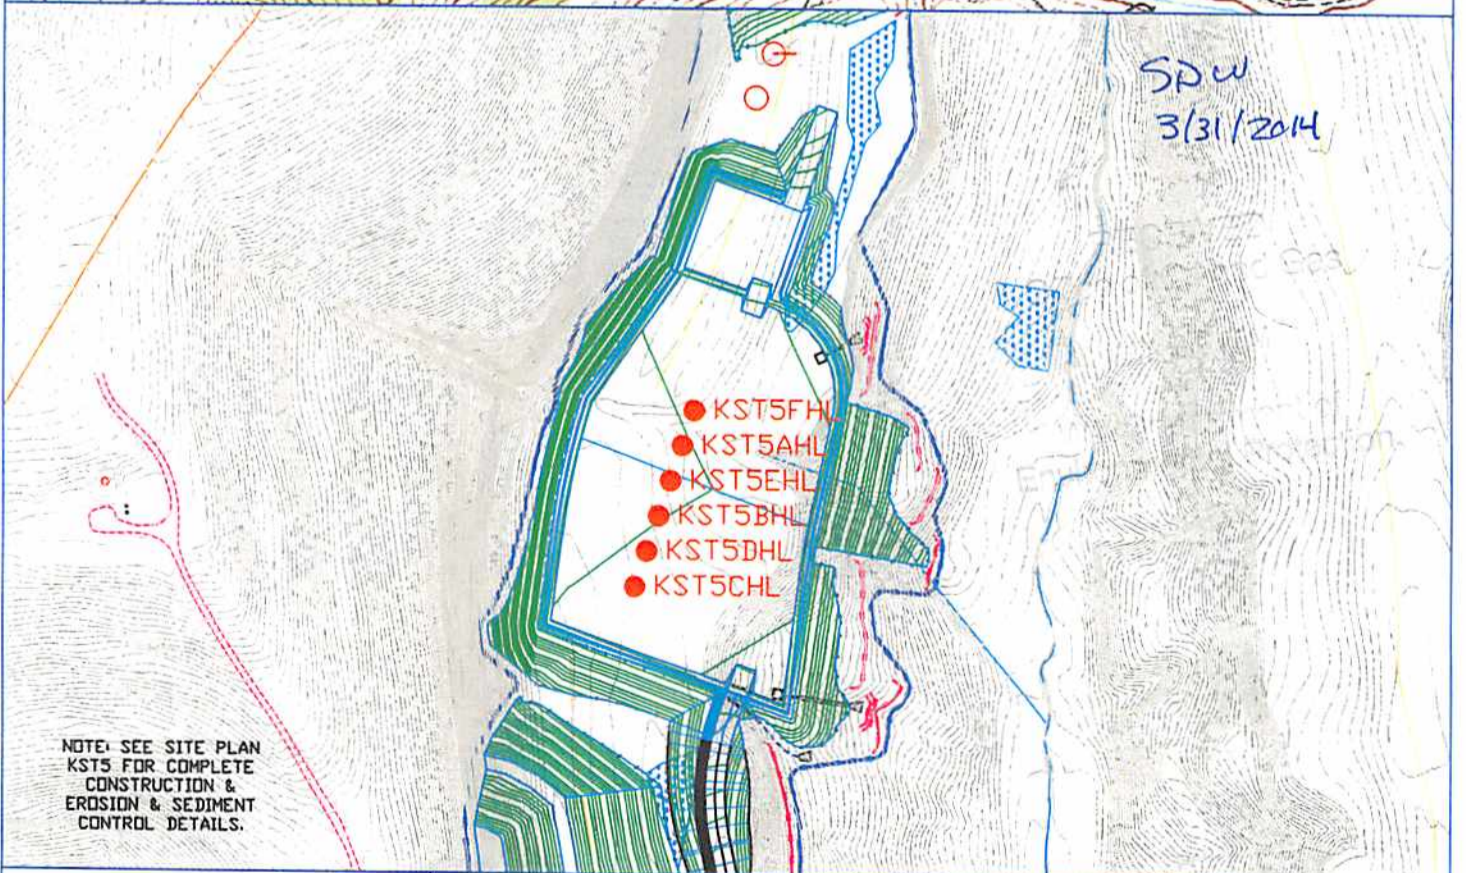 SDW
3/31/2014
KST5FHL
KST5AHL
KST5EHL
KST5BHL
KST5DHL
KST5CHL
NOTE: SEE SITE PLAN
KST5 FOR COMPLETE
CONSTRUCTION &
EROSION & SEDIMENT
CONTROL DETAILS.